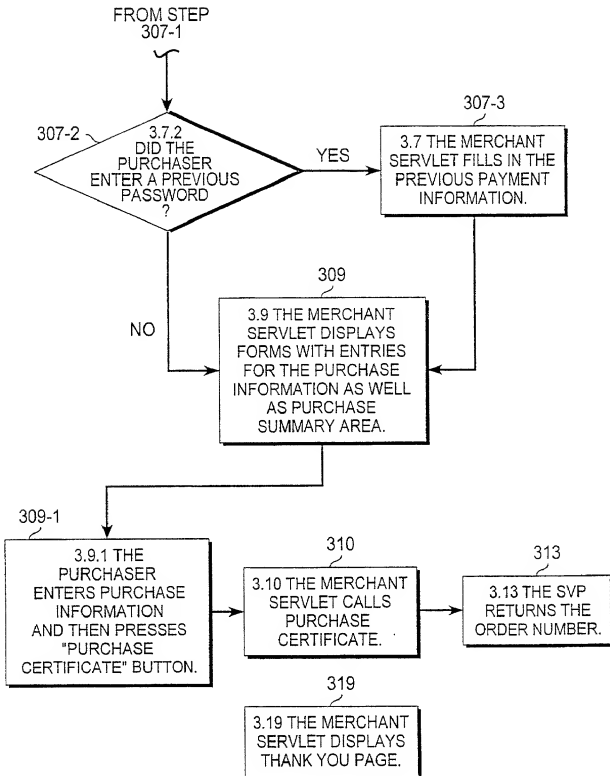 FROM STEP
307-1
307-2
3.7.2
DID THE
PURCHASER
ENTER A PREVIOUS
PASSWORD
?
YES
307-3
3.7 THE MERCHANT
SERVLET FILLS IN THE
PREVIOUS PAYMENT
INFORMATION.
NO
309
3.9 THE MERCHANT
SERVLET DISPLAYS
FORMS WITH ENTRIES
FOR THE PURCHASE
INFORMATION AS WELL
AS PURCHASE
SUMMARY AREA.
309-1
3.9.1 THE
PURCHASER
ENTERS PURCHASE
INFORMATION
AND THEN PRESSES
"PURCHASE
CERTIFICATE" BUTTON.
310
3.10 THE MERCHANT
SERVLET CALLS
PURCHASE
CERTIFICATE.
313
3.13 THE SVP
RETURNS THE
ORDER NUMBER.
319
3.19 THE MERCHANT
SERVLET DISPLAYS
THANK YOU PAGE.